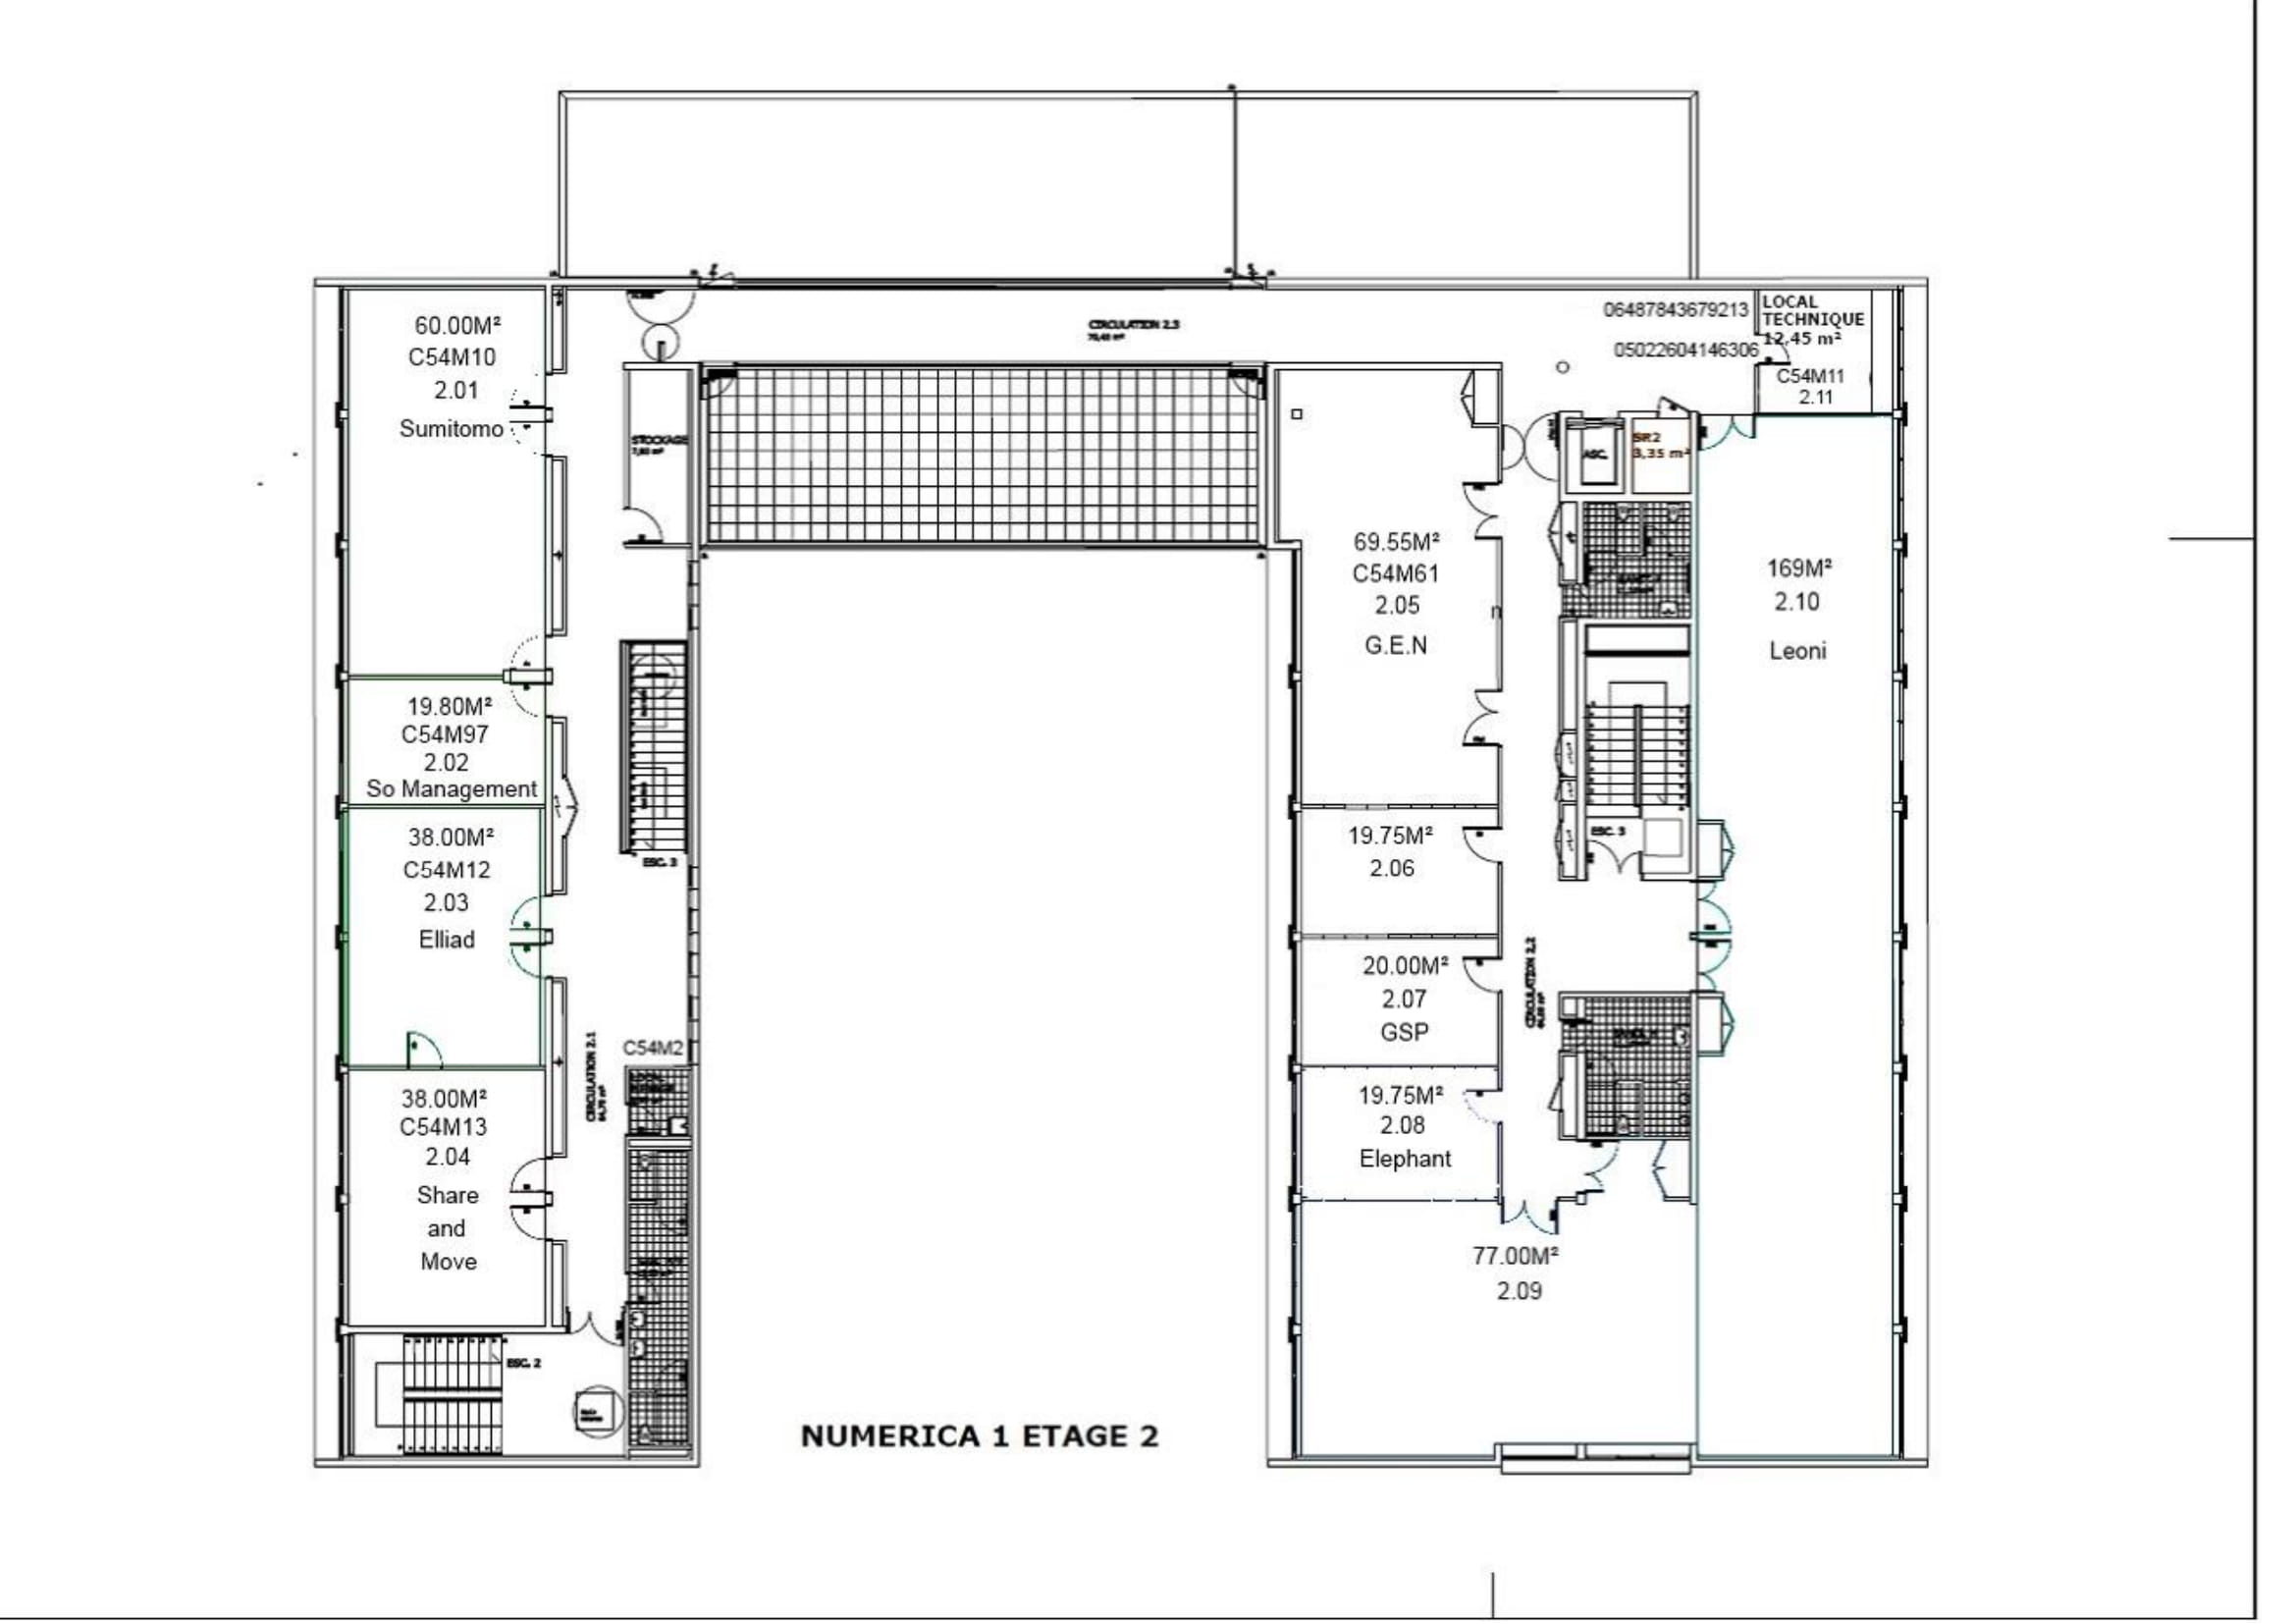 60.00M²
C54M10
2.01
Sumitomo
19.80M²
C54M97
2.02
So Management
38.00M²
C54M12
2.03
Elliad
38.00M²
C54M13
2.04
Share
and
Move
ESC. 2
STOCKAGE
ESC. 3
CIRCULATION 2.1
C54M2
CIRCULATION 2.3
NUMERICA 1 ETAGE 2
69.55M²
C54M61
2.05
G.E.N
19.75M²
2.06
20.00M²
2.07
GSP
19.75M²
2.08
Elephant
77.00M²
2.09
CIRCULATION 2.2
ASC.
SR2
3,35 m²
ESC. 3
06487843679213
05022604146306
LOCAL
TECHNIQUE
12,45 m²
C54M11
2.11
169M²
2.10
Leoni